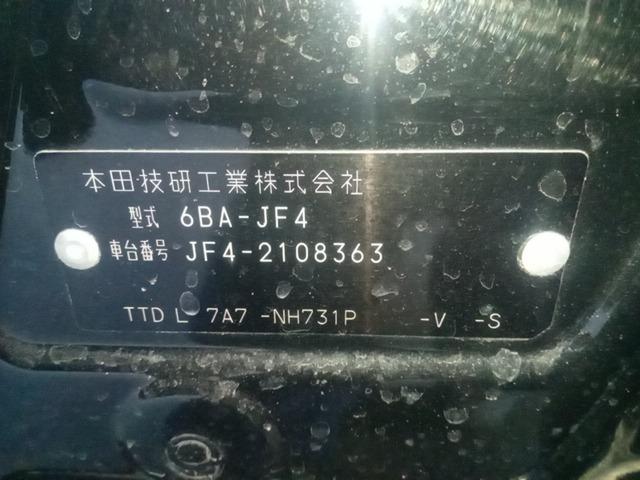 本田技研工業株式会社
型式 6BA-JF4
車台番号 JF4-2108363
TTD L 7A7 -NH731P -V -S